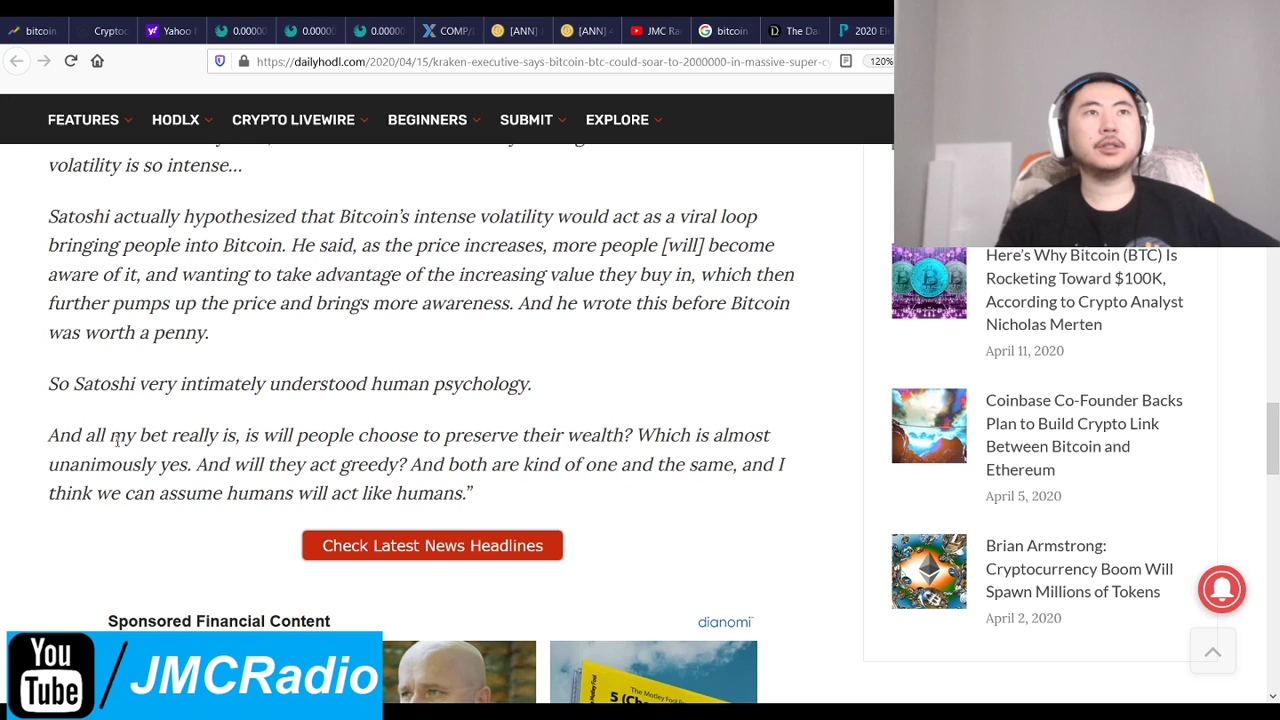 bitcoin
Cryptoc
Yahoo
0.00000
0.00000
0.00000
COMP/
[ANN]
[ANN]
JMC Ra
bitcoin
The Da
2020 El
https://dailyhodl.com/2020/04/15/kraken-executive-says-bitcoin-btc-could-soar-to-2000000-in-massive-super-cy
120%
FEATURES HODLX CRYPTO LIVEWIRE BEGINNERS SUBMIT EXPLORE
volatility is so intense…
Satoshi actually hypothesized that Bitcoin's intense volatility would act as a viral loop
bringing people into Bitcoin. He said, as the price increases, more people [will] become
aware of it, and wanting to take advantage of the increasing value they buy in, which then
further pumps up the price and brings more awareness. And he wrote this before Bitcoin
was worth a penny.
So Satoshi very intimately understood human psychology.
And all my bet really is, is will people choose to preserve their wealth? Which is almost
unanimously yes. And will they act greedy? And both are kind of one and the same, and I
think we can assume humans will act like humans.”
Check Latest News Headlines
Sponsored Financial Content
dianomi
The Motley Fool
You
Tube
/JMCRadio
Here's Why Bitcoin (BTC) Is
Rocketing Toward $100K,
According to Crypto Analyst
Nicholas Merten
April 11, 2020
Coinbase Co-Founder Backs
Plan to Build Crypto Link
Between Bitcoin and
Ethereum
April 5, 2020
Brian Armstrong:
Cryptocurrency Boom Will
Spawn Millions of Tokens
April 2, 2020